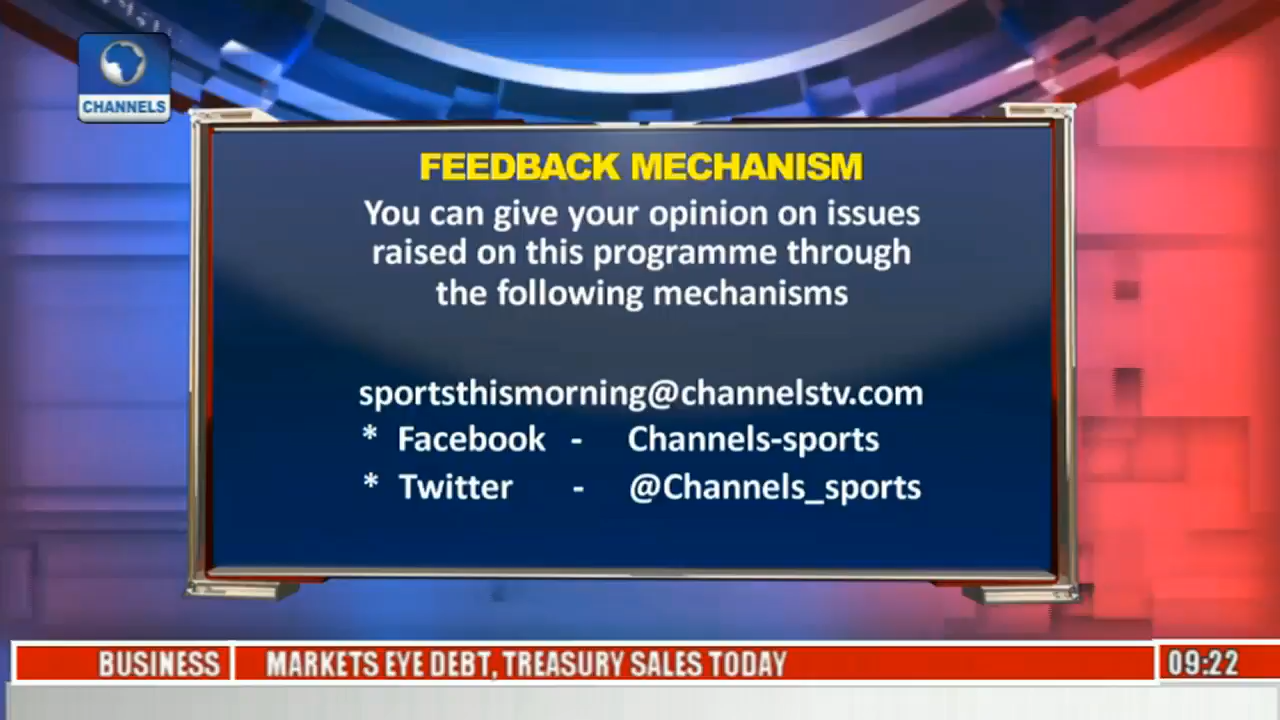 CHANNELS
FEEDBACK MECHANISM
You can give your opinion on issues
raised on this programme through
the following mechanisms
sportsthismorning@channelstv.com
* Facebook - Channels-sports
* Twitter - @Channels_sports
BUSINESS MARKETS EYE DEBT, TREASURY SALES TODAY 09:22